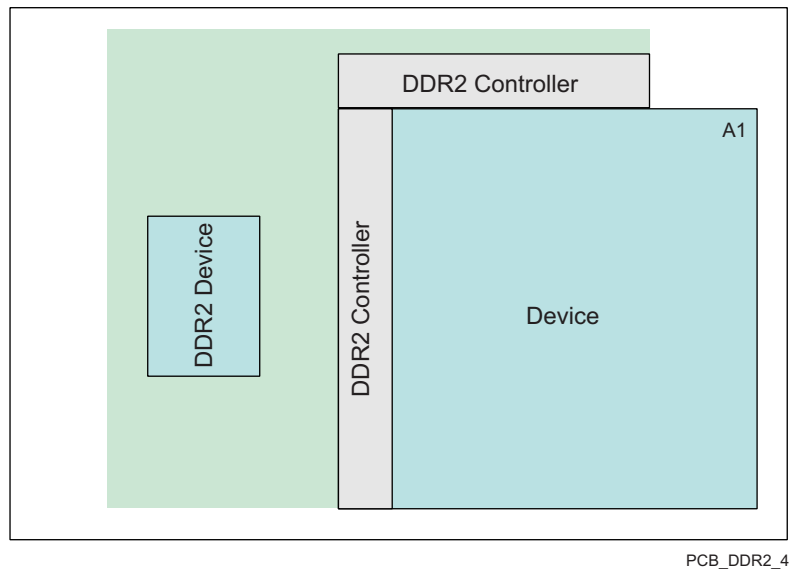 DDR2 Controller
A1
DDR2 Device
DDR2 Controller
Device
PCB_DDR2_4